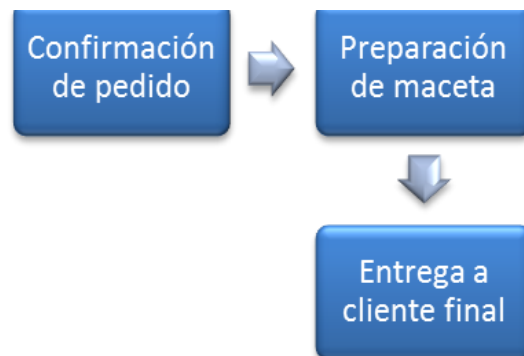 Confirmación
de pedido
Preparación
de maceta
Entrega a
cliente final